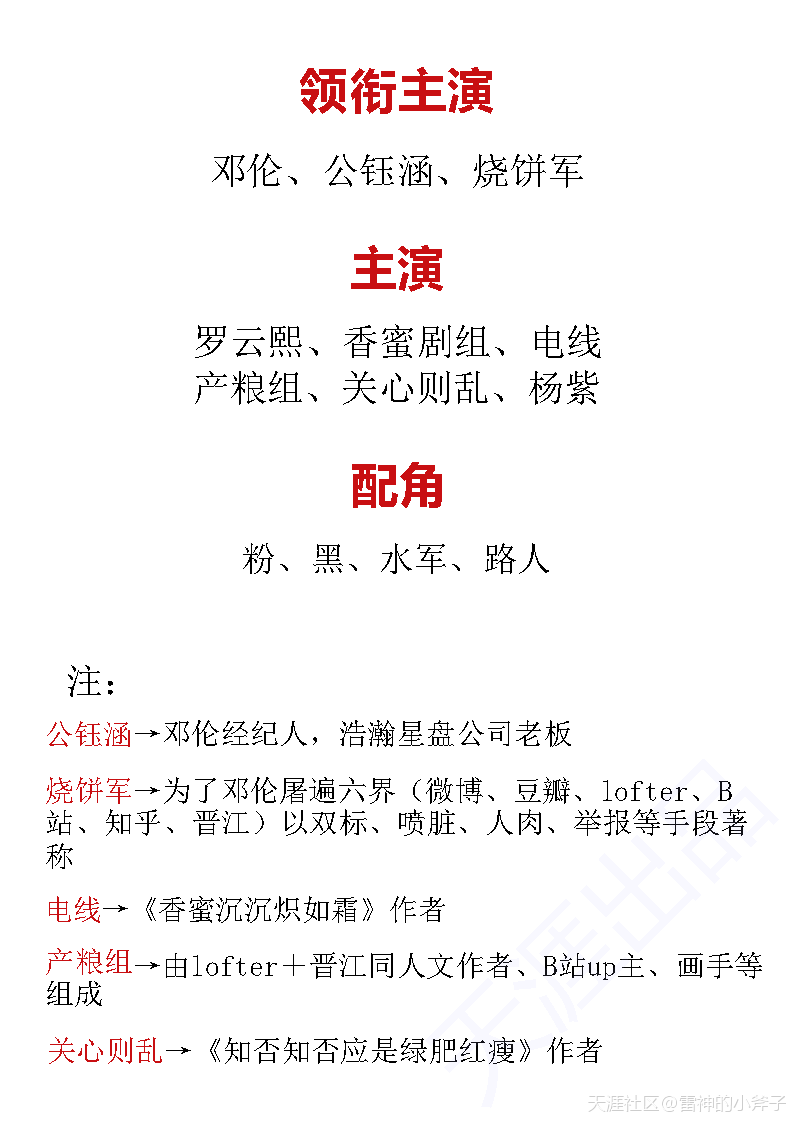 领衔主演
邓伦、公钰涵、烧饼军
主演
罗云熙、香蜜剧组、电线
产粮组、关心则乱、杨紫
配角
粉、黑、水军、路人
注：
公钰涵→邓伦经纪人，浩瀚星盘公司老板
烧饼军→为了邓伦屠遍六界（微博、豆瓣、lofter、B
站、知乎、晋江）以双标、喷脏、人肉、举报等手段著
称
电线→《香蜜沉沉炽如霜》作者
产粮组→由lofter＋晋江同人文作者、B站up主、画手等
组成
关心则乱→《知否知否应是绿肥红瘦》作者
天涯出品
天涯社区@雷神的小斧子